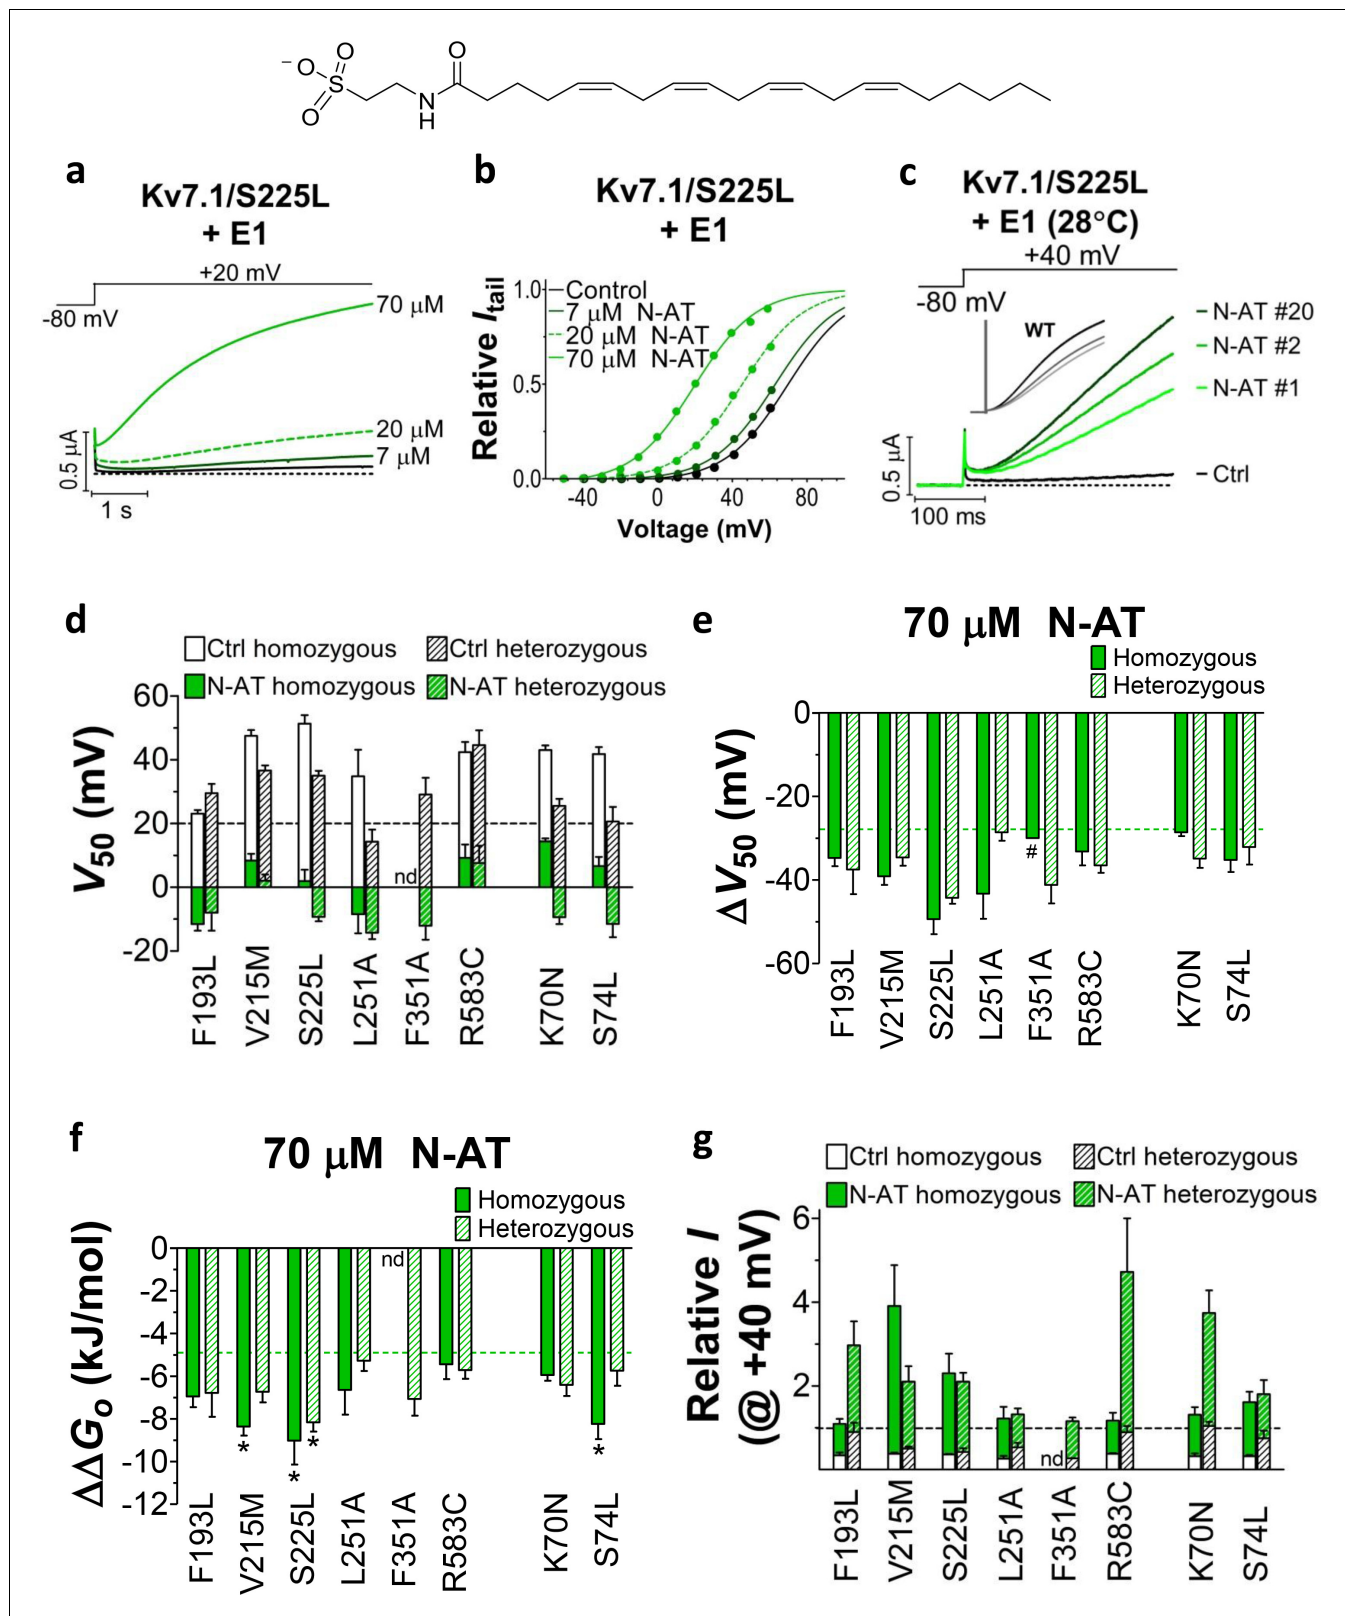 ⁻O
O
S
O
N
H
O
a
Kv7.1/S225L
+ E1
+20 mV
-80 mV
70 µM
20 µM
7 µM
0.5 µA
1 s
b
Kv7.1/S225L
+ E1
Relative Itail
1.0
0.5
0.0
Control
7 µM N-AT
20 µM N-AT
70 µM N-AT
-40 0 40 80
Voltage (mV)
c
Kv7.1/S225L
+ E1 (28°C)
+40 mV
-80 mV
WT
N-AT #20
N-AT #2
N-AT #1
Ctrl
0.5 µA
100 ms
d
Ctrl homozygous
Ctrl heterozygous
N-AT homozygous
N-AT heterozygous
V50 (mV)
60
40
20
0
-20
nd
F193L
V215M
S225L
L251A
F351A
R583C
K70N
S74L
e
70 µM N-AT
Homozygous
Heterozygous
ΔV50 (mV)
0
-20
-40
-60
#
F193L
V215M
S225L
L251A
F351A
R583C
K70N
S74L
f
70 µM N-AT
Homozygous
Heterozygous
ΔΔGo (kJ/mol)
0
-2
-4
-6
-8
-10
-12
nd
*
*
*
*
F193L
V215M
S225L
L251A
F351A
R583C
K70N
S74L
g
Ctrl homozygous
Ctrl heterozygous
N-AT homozygous
N-AT heterozygous
Relative I
(@ +40 mV)
6
4
2
nd
F193L
V215M
S225L
L251A
F351A
R583C
K70N
S74L